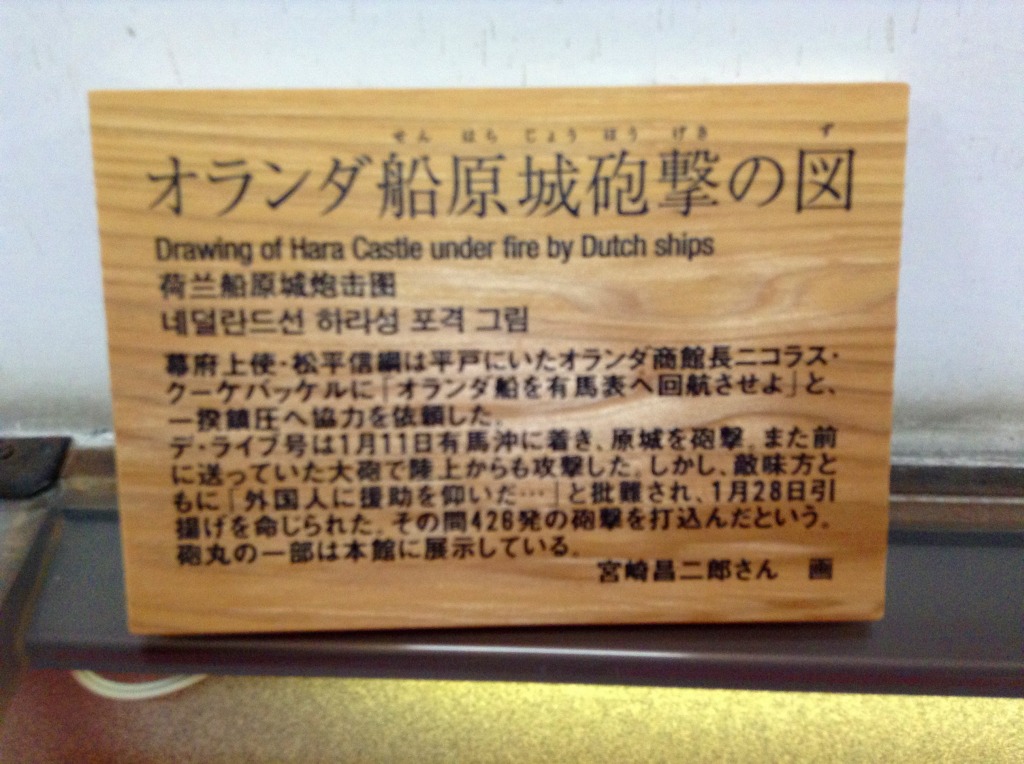 せん はら じょう ほう げき ず
オランダ船原城砲撃の図
Drawing of Hara Castle under fire by Dutch ships
荷兰船原城炮击图
네덜란드선 하라성 포격 그림
幕府上使・松平信綱は平戸にいたオランダ商館長ニコラス・
クーケバッケルに「オランダ船を有馬表へ回航させよ」と、
一揆鎮圧へ協力を依頼した。
デ・ライプ号は1月11日有馬沖に着き、原城を砲撃。また前
に送っていた大砲で陸上からも攻撃した。しかし、敵味方と
もに「外国人に援助を仰いだ…」と批難され、1月28日引
揚げを命じられた。その間426発の砲撃を打込んだという。
砲丸の一部は本館に展示している。
宮崎昌二郎さん 画